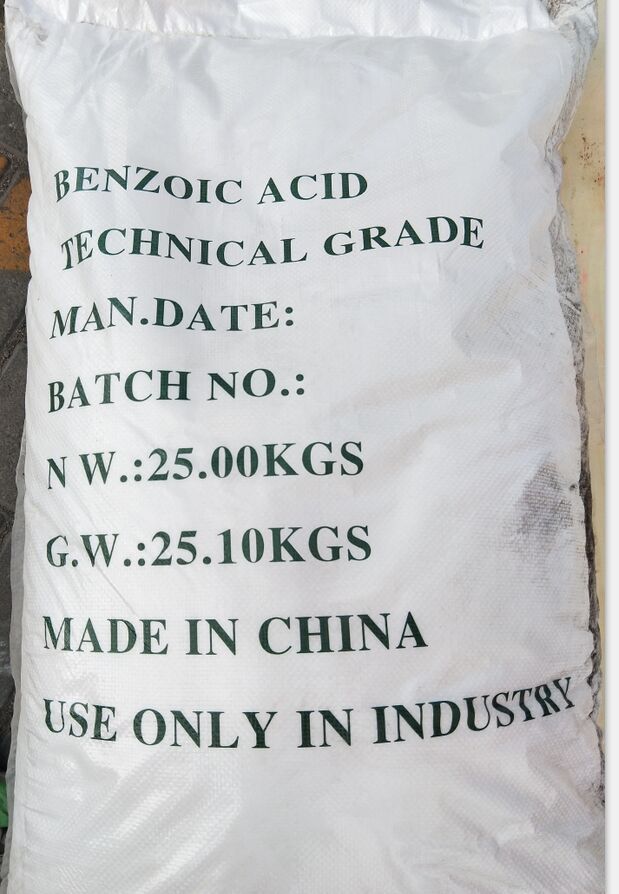 BENZOIC ACID
TECHNICAL GRADE
MAN.DATE:
BATCH NO.:
N W.:25.00KGS
G.W.:25.10KGS
MADE IN CHINA
USE ONLY IN INDUSTRY